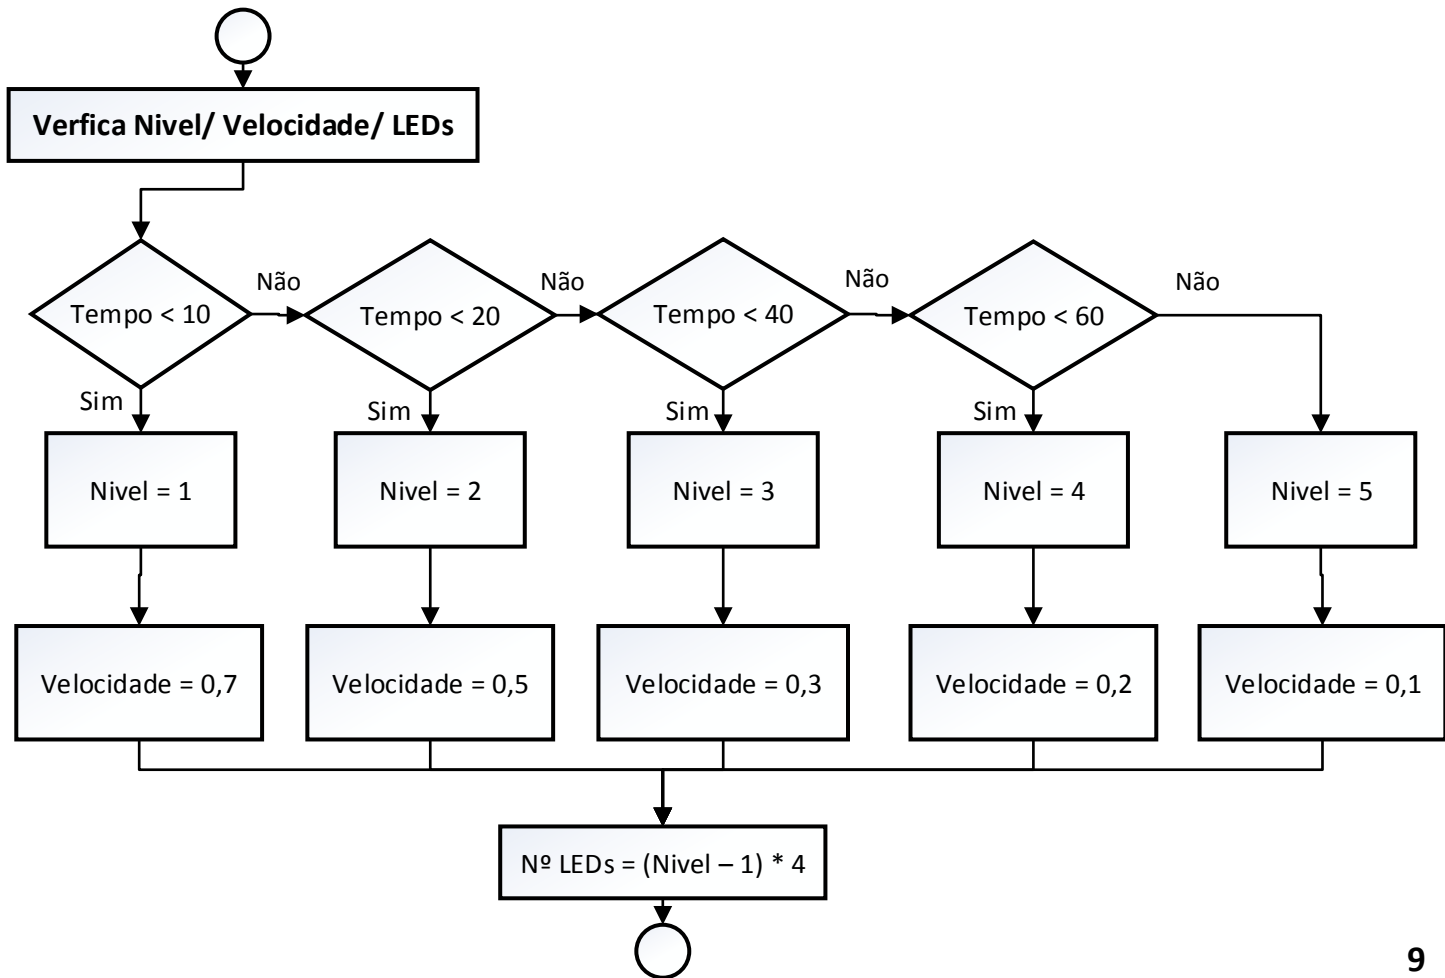 Verfica Nivel/ Velocidade/ LEDs
Tempo < 10
Não
Tempo < 20
Não
Tempo < 40
Não
Tempo < 60
Não
Sim
Sim
Sim
Sim
Nivel = 1
Nivel = 2
Nivel = 3
Nivel = 4
Nivel = 5
Velocidade = 0,7
Velocidade = 0,5
Velocidade = 0,3
Velocidade = 0,2
Velocidade = 0,1
Nº LEDs = (Nivel – 1) * 4
9